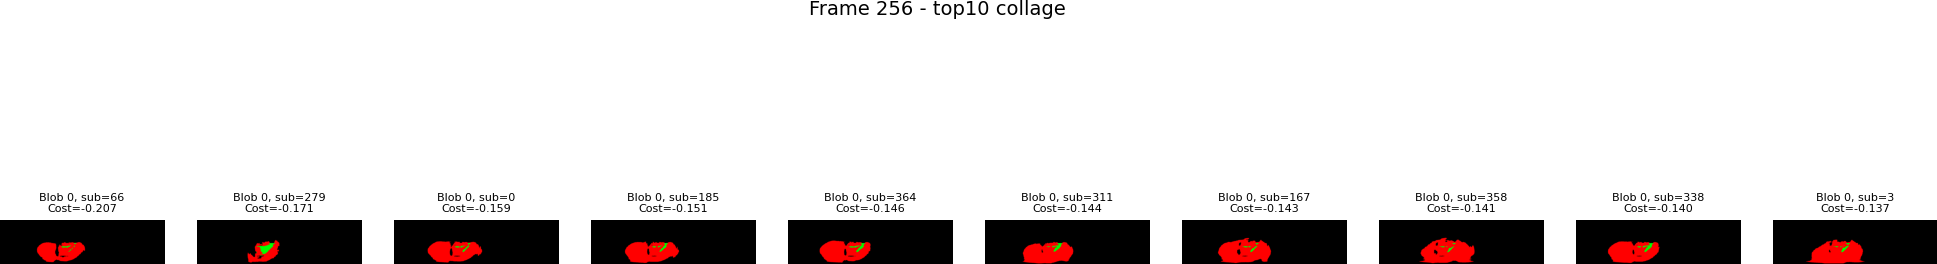 Frame 256 - top10 collage
Blob 0, sub=66
Cost=-0.207
Blob 0, sub=279
Cost=-0.171
Blob 0, sub=0
Cost=-0.159
Blob 0, sub=185
Cost=-0.151
Blob 0, sub=364
Cost=-0.146
Blob 0, sub=311
Cost=-0.144
Blob 0, sub=167
Cost=-0.143
Blob 0, sub=358
Cost=-0.141
Blob 0, sub=338
Cost=-0.140
Blob 0, sub=3
Cost=-0.137